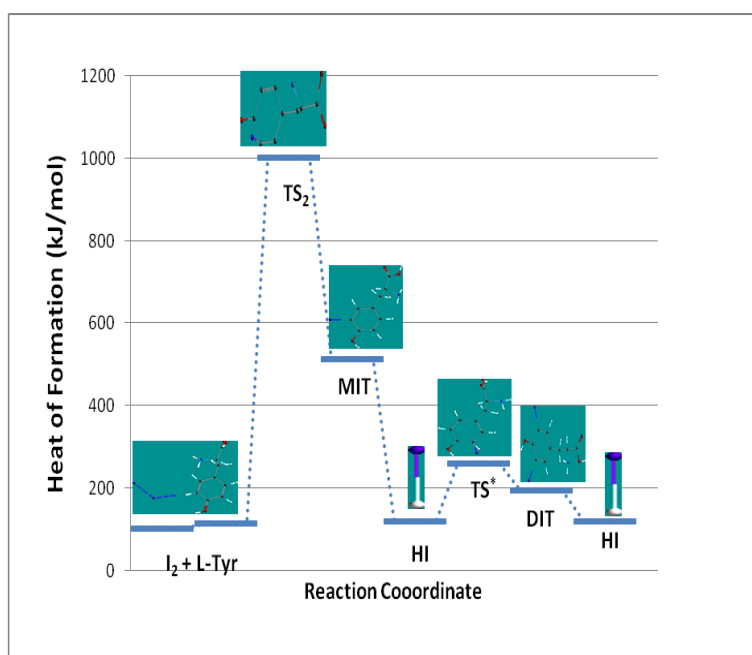 Heat of Formation (kJ/mol)
1200
1000
800
600
400
200
0
TS₂
MIT
I₂ + L-Tyr
HI
TS*
DIT
HI
Reaction Cooordinate